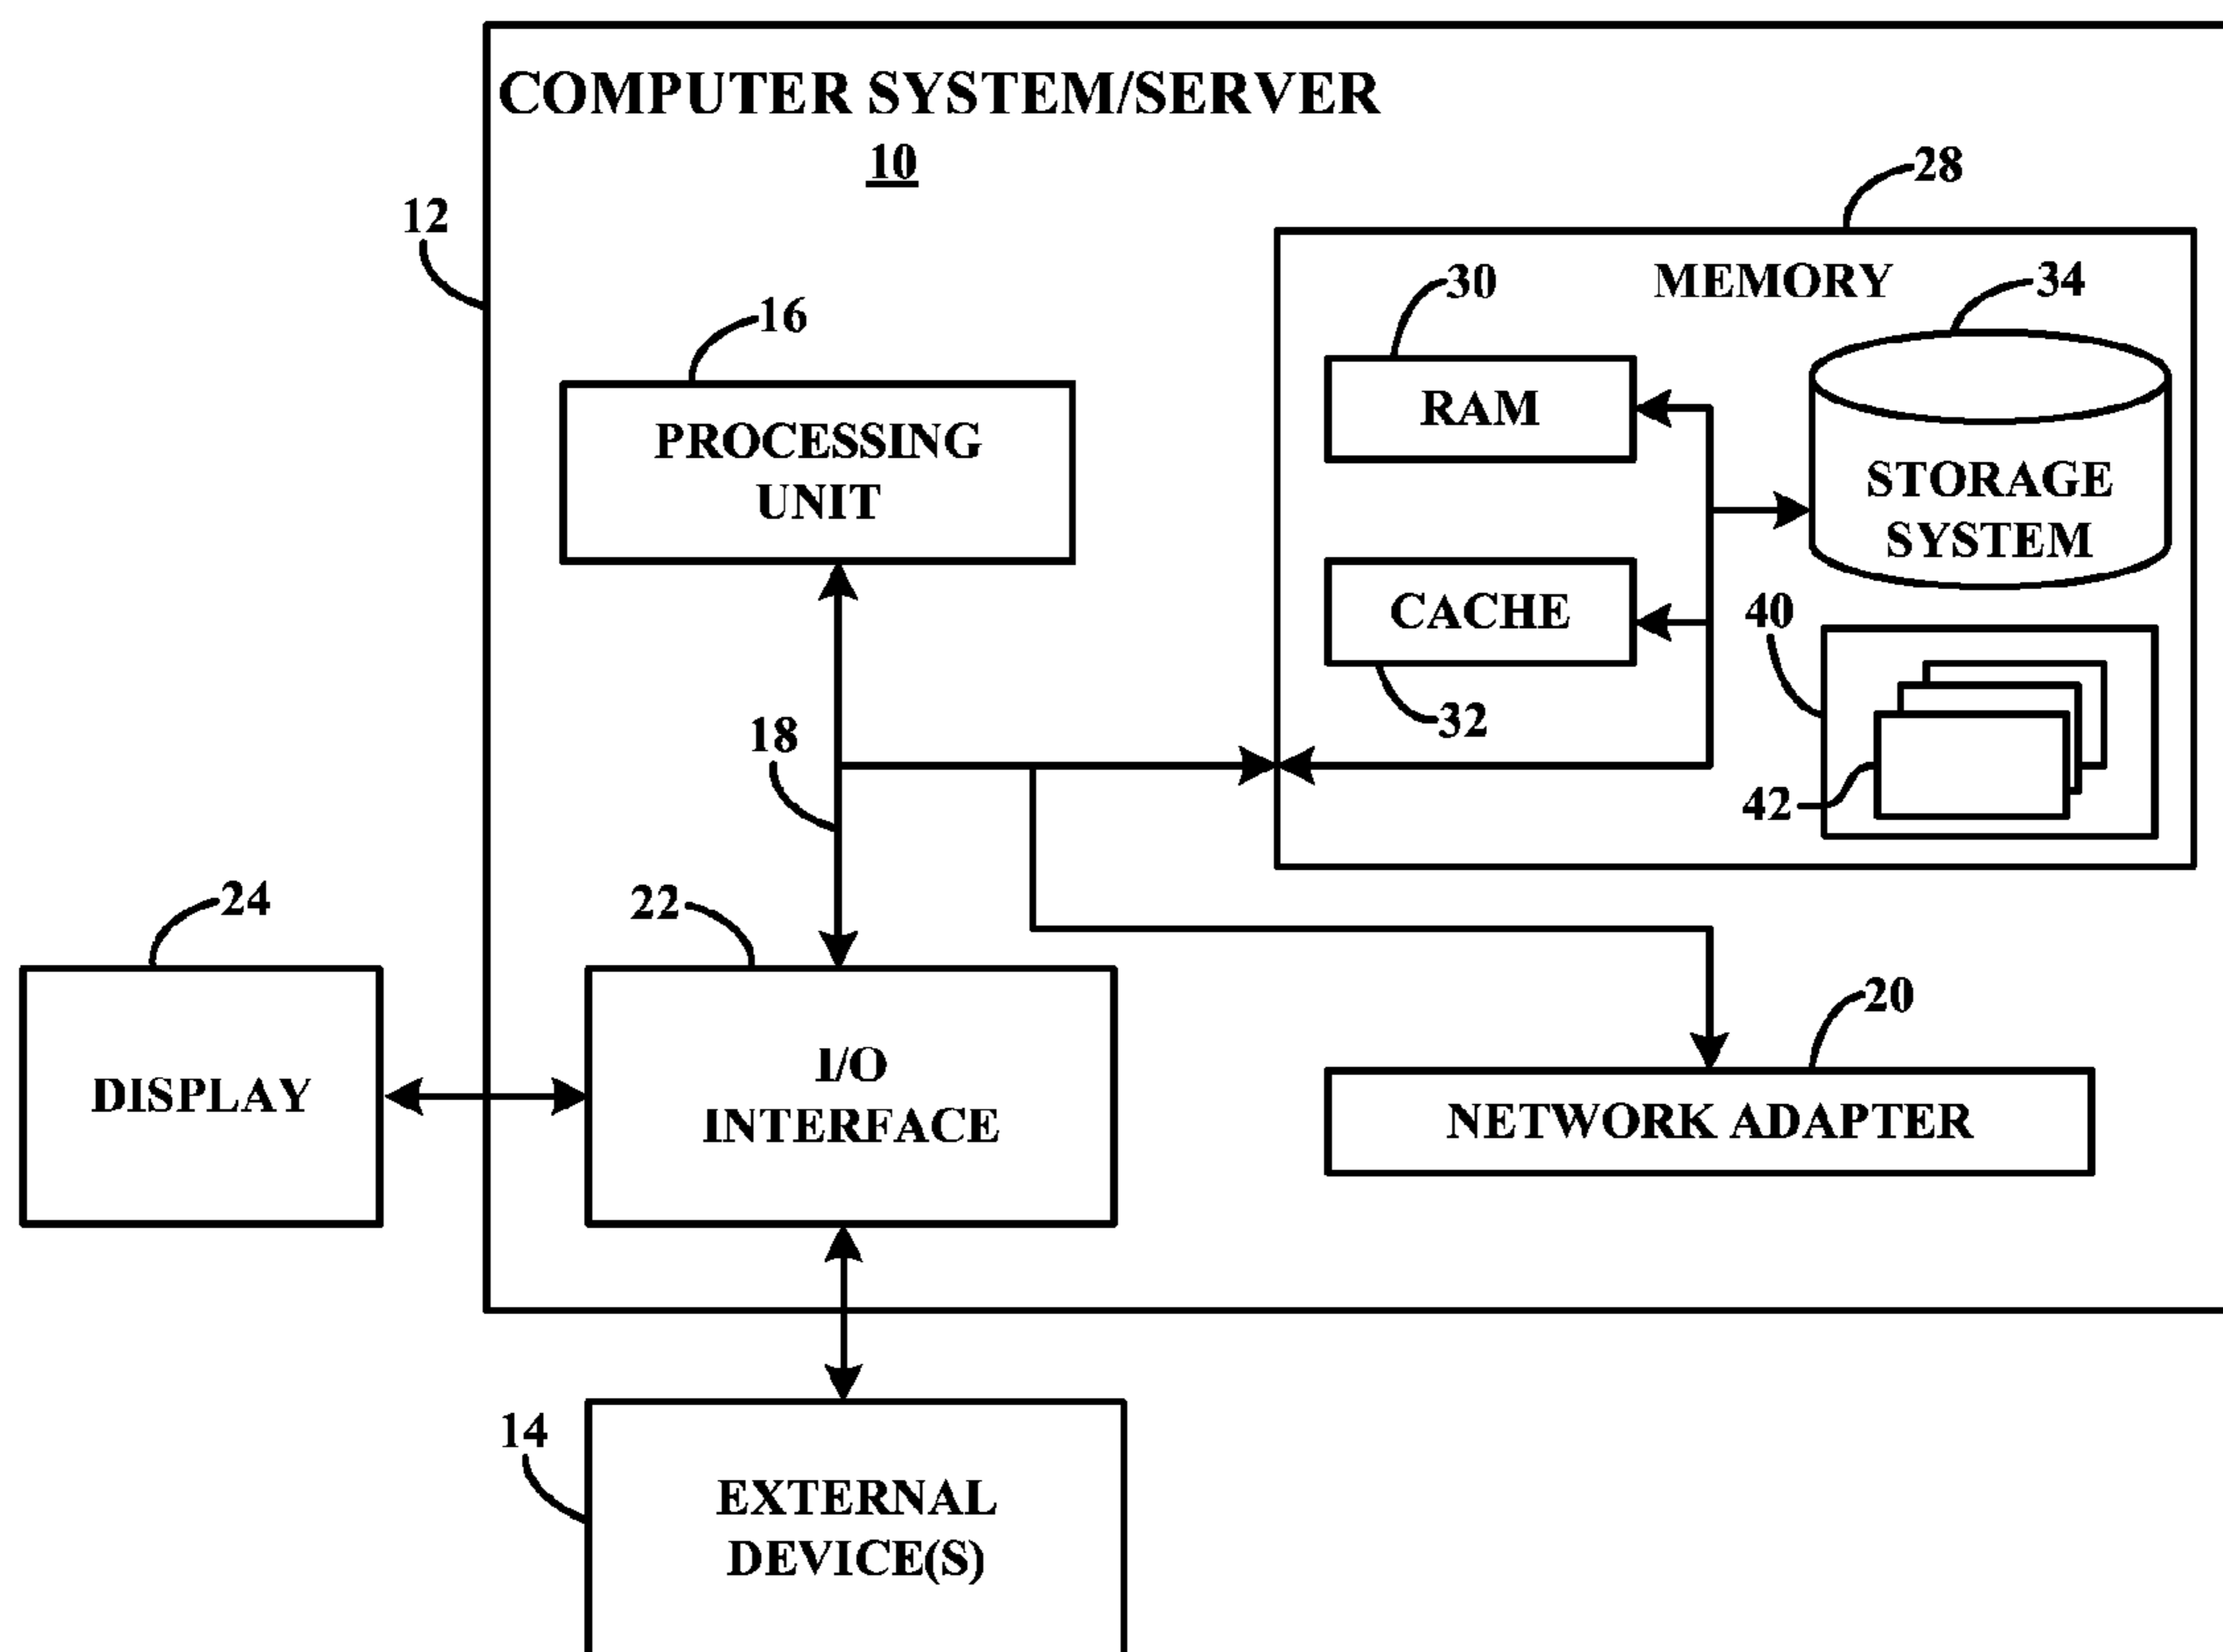 COMPUTER SYSTEM/SERVER
10
12
28
MEMORY
30
34
16
RAM
PROCESSING
UNIT
STORAGE
SYSTEM
CACHE
40
32
18
42
24
22
20
DISPLAY
I/O
INTERFACE
NETWORK ADAPTER
14
EXTERNAL
DEVICE(S)